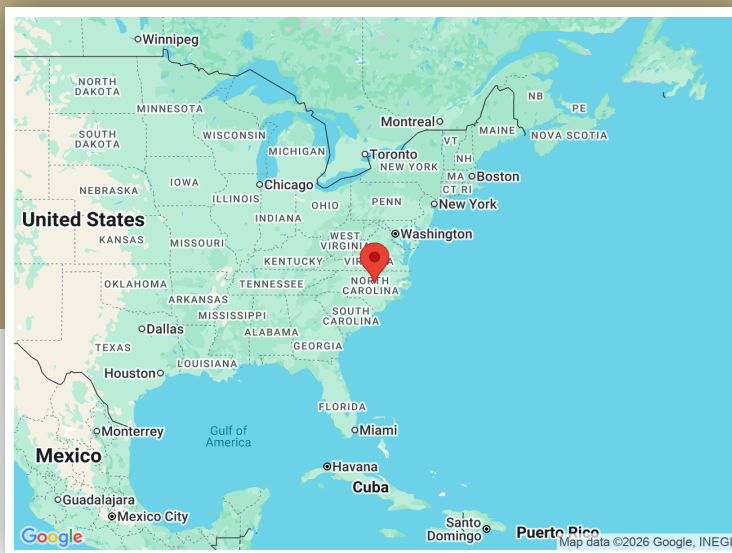 Winnipeg
NORTH
DAKOTA
MINNESOTA
NB
PE
Montreal
SOUTH
DAKOTA
WISCONSIN
MAINE
NOVA SCOTIA
VT
MICHIGAN
Toronto
NEW YORK
NH
IOWA
Chicago
MA
Boston
NEBRASKA
CT RI
ILLINOIS
OHIO
PENN
New York
United States
INDIANA
KANSAS
MISSOURI
WEST
VIRGINIA
Washington
KENTUCKY
OKLAHOMA
TENNESSEE
NORTH
CAROLINA
ARKANSAS
MISSISSIPPI
SOUTH
CAROLINA
Dallas
ALABAMA
TEXAS
GEORGIA
LOUISIANA
Houston
FLORIDA
Monterrey
Gulf of
America
Miami
Mexico
Havana
Cuba
Guadalajara
Mexico City
Santo
Domingo
Puerto Rico
Google
Map data ©2026 Google, INEGI